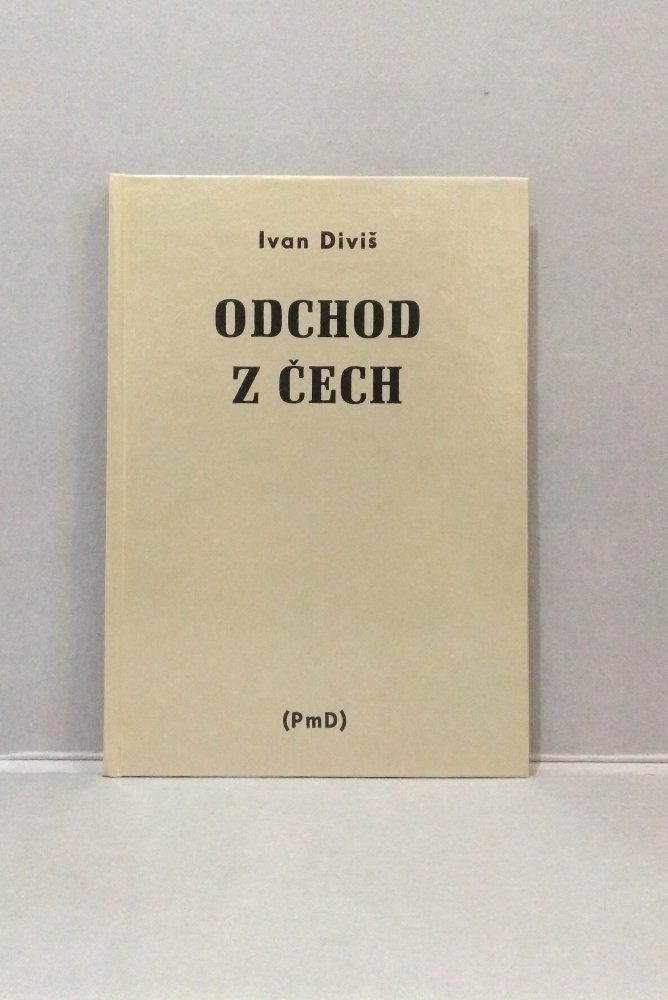 Ivan Diviš
ODCHOD
Z ČECH
(PmD)